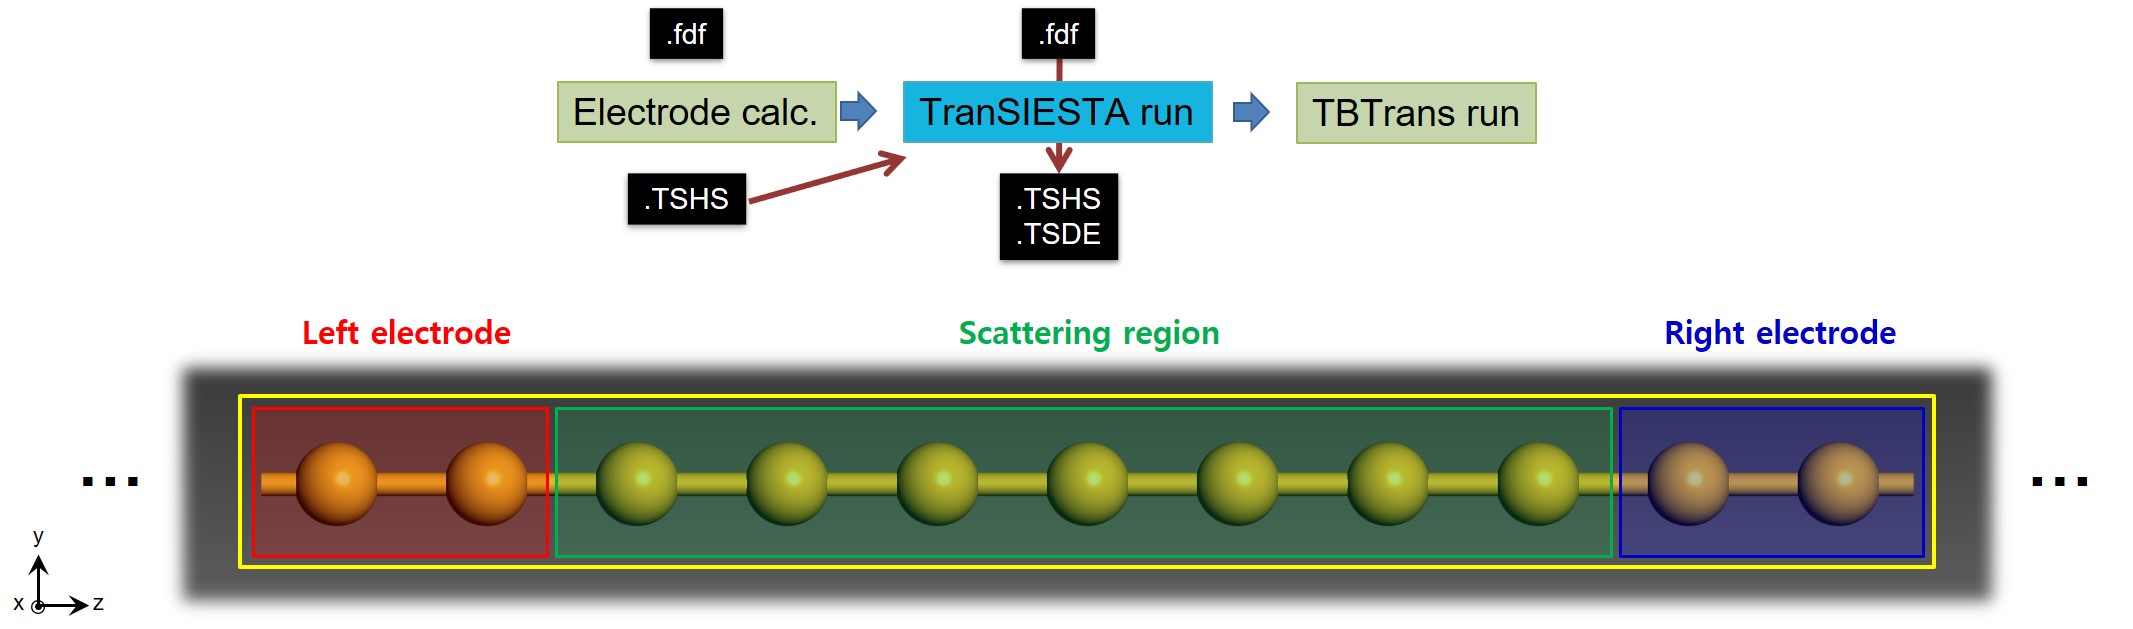 .fdf
.fdf
Electrode calc.
TranSIESTA run
TBTrans run
.TSHS
.TSHS
.TSDE
Left electrode
Scattering region
Right electrode
...
...
y
x
z